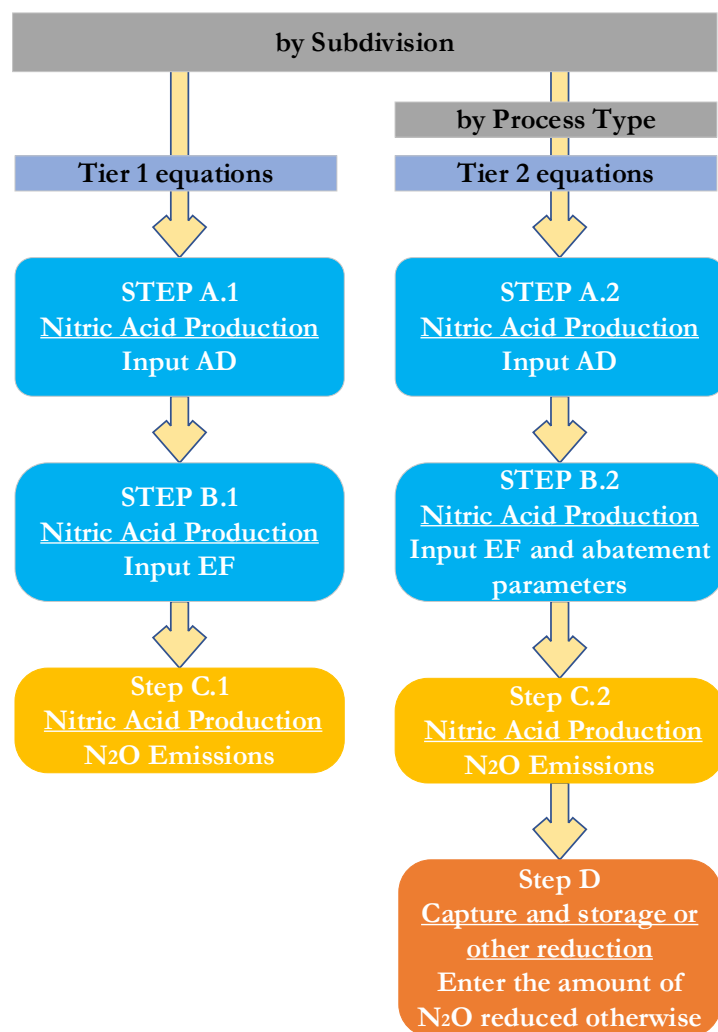 by Subdivision
by Process Type
Tier 1 equations
Tier 2 equations
STEP A.1
Nitric Acid Production
Input AD
STEP A.2
Nitric Acid Production
Input AD
STEP B.1
Nitric Acid Production
Input EF
STEP B.2
Nitric Acid Production
Input EF and abatement
parameters
Step C.1
Nitric Acid Production
N2O Emissions
Step C.2
Nitric Acid Production
N2O Emissions
Step D
Capture and storage or
other reduction
Enter the amount of
N2O reduced otherwise